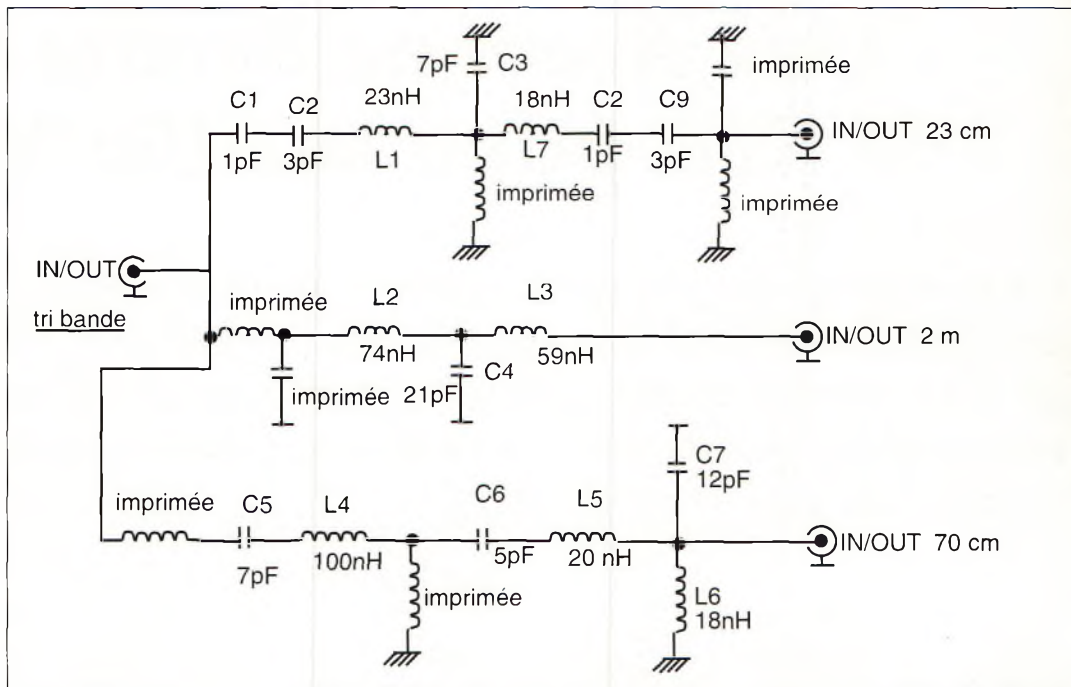 7pF C3
imprimée
C1 C2 23nH 18nH C2 C9
IN/OUT 23 cm
1pF 3pF L1 L7 1pF 3pF
imprimée
imprimée
IN/OUT
tri bande
imprimée L2 L3
IN/OUT 2 m
74nH 59nH
imprimée 21pF C4
C7
12pF
imprimée C5 L4 C6 L5
IN/OUT 70 cm
7pF 100nH 5pF 20 nH
imprimée
L6
18nH